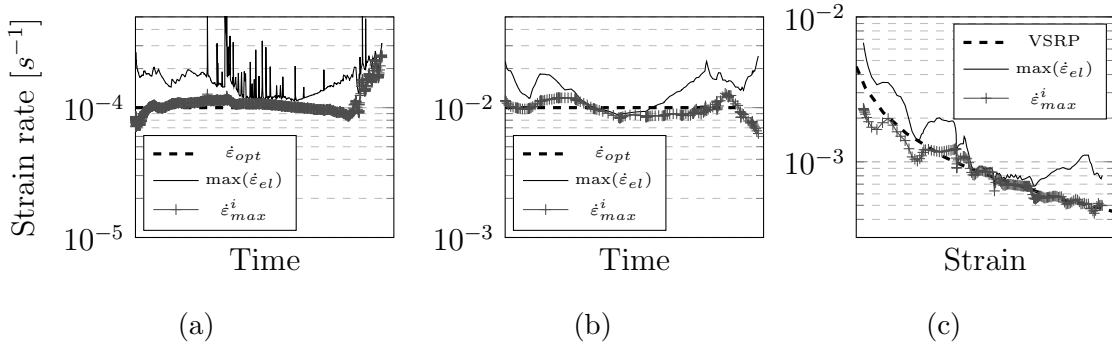 Strain rate [s⁻¹]
10⁻⁴
10⁻⁵
ε̇_opt
max(ε̇_el)
ε̇ⁱ_max
Time
(a)
10⁻²
10⁻³
ε̇_opt
max(ε̇_el)
ε̇ⁱ_max
Time
(b)
10⁻²
10⁻³
VSRP
max(ε̇_el)
ε̇ⁱ_max
Strain
(c)